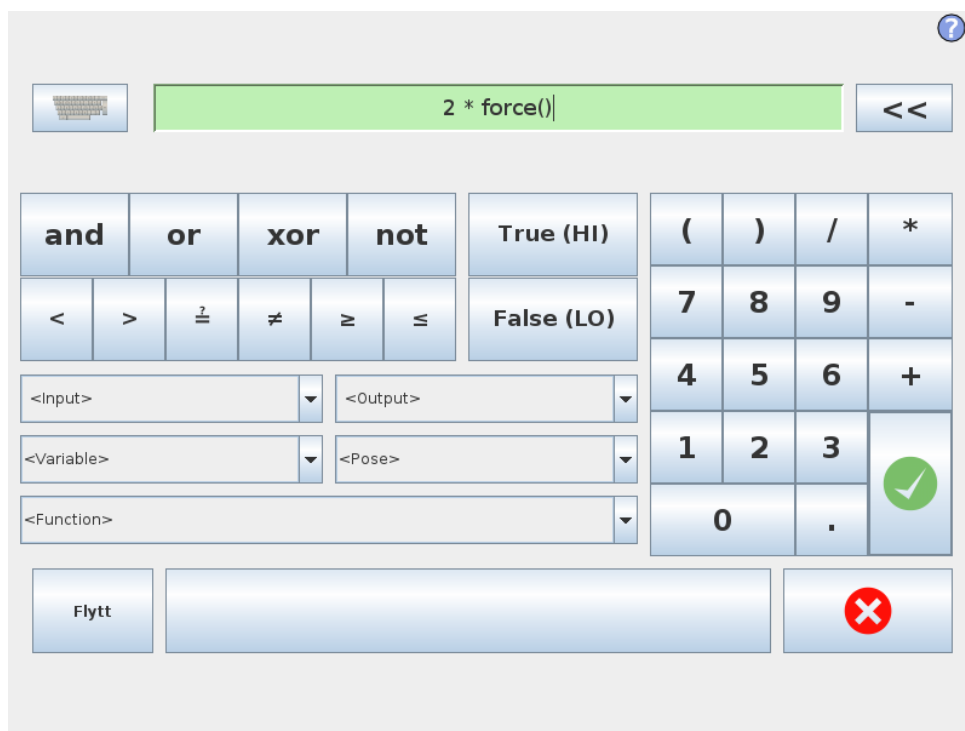 ?
2 * force()
<<
and or xor not True (HI) ( ) / *
< > ≟ ≠ ≥ ≤ False (LO) 7 8 9 -
<Input> <Output> 4 5 6 +
<Variable> <Pose> 1 2 3
<Function> 0 .
Flytt